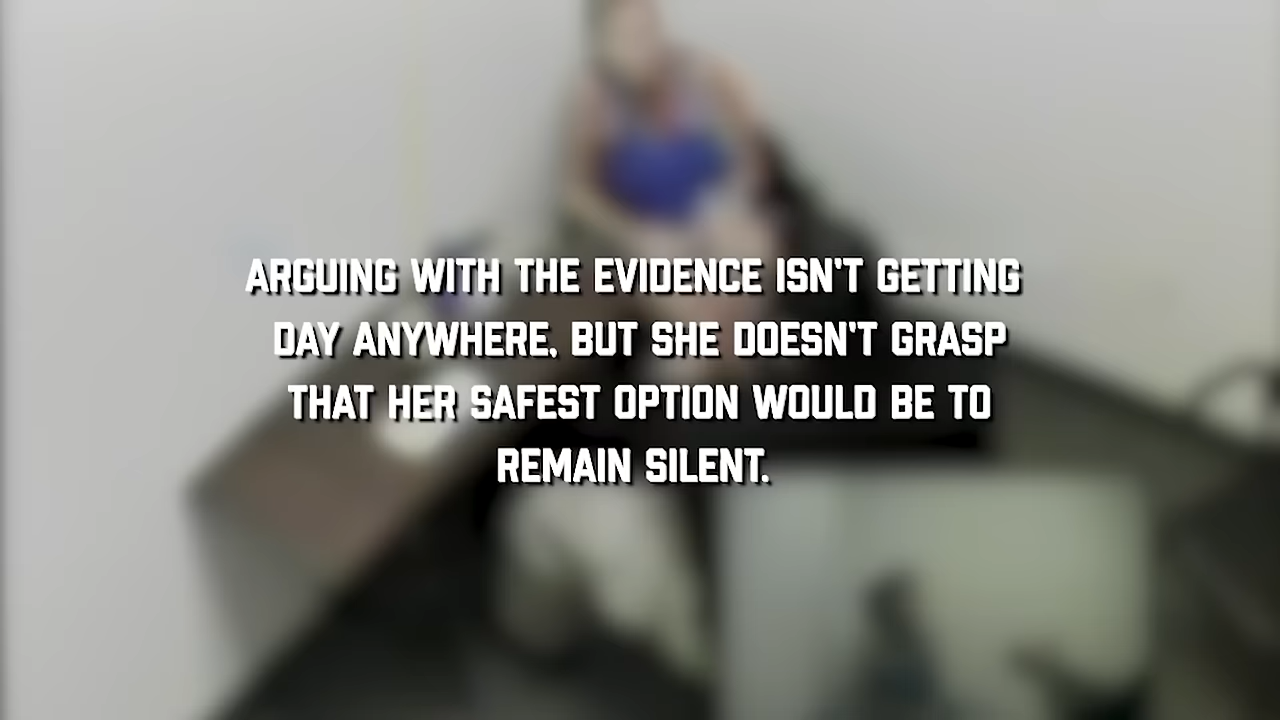 ARGUING WITH THE EVIDENCE ISN'T GETTING
DAY ANYWHERE, BUT SHE DOESN'T GRASP
THAT HER SAFEST OPTION WOULD BE TO
REMAIN SILENT.